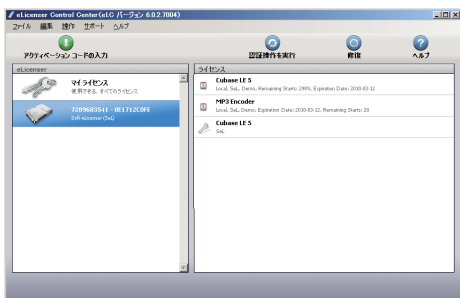 eLicenser Control Center(eLC バージョン 6.0.2.7004)
ファイル 編集 操作 サポート ヘルプ
アクティベーション コードの入力 認証操作を実行 修復 ヘルプ
eLicenser
マイ ライセンス
使用できる、すべてのライセンス
7209603541 - 0E1712C0FE
Soft-eLicenser (SeL)
ライセンス
Cubase LE 5
Local, SeL, Demo, Remaining Starts: 2989, Expiration Date: 2010-03-12
MP3 Encoder
Local, SeL, Demo, Expiration Date: 2010-03-12, Remaining Starts: 20
Cubase LE 5
SeL